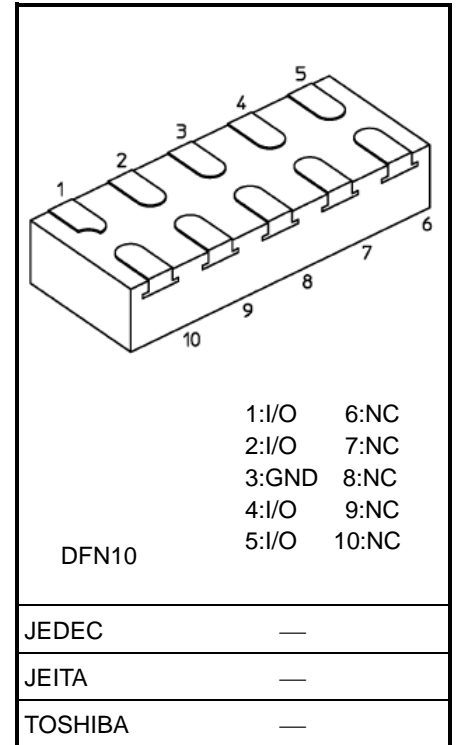 5
4
3
2
1
6
7
8
9
10
1:I/O 6:NC
2:I/O 7:NC
3:GND 8:NC
4:I/O 9:NC
5:I/O 10:NC
DFN10
JEDEC —
JEITA —
TOSHIBA —